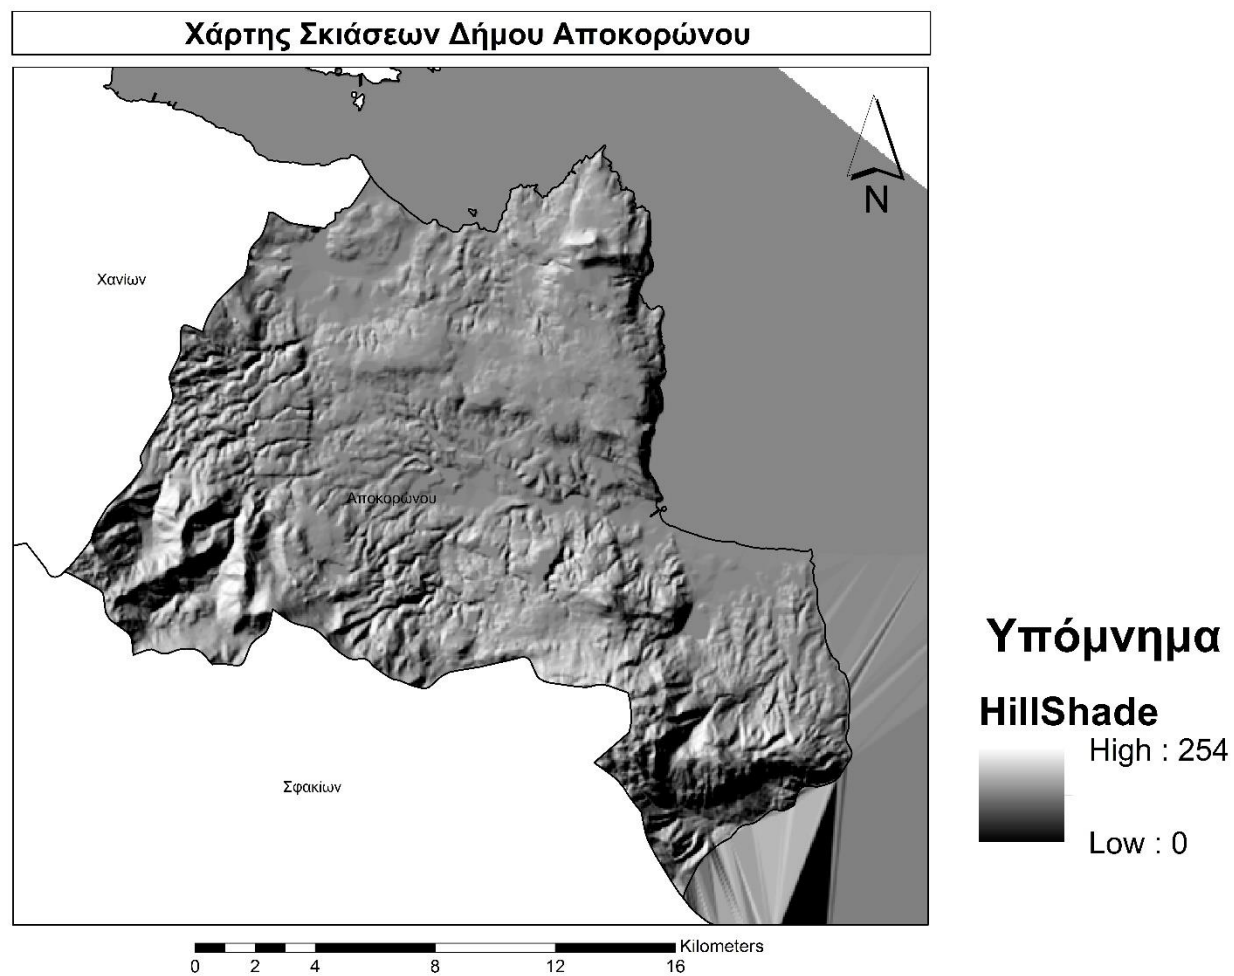 Χάρτης Σκιάσεων Δήμου Αποκορώνου
N
Χανίων
Αποκορώνου
Σφακίων
Υπόμνημα
HillShade
High : 254
Low : 0
Kilometers
0 2 4 8 12 16